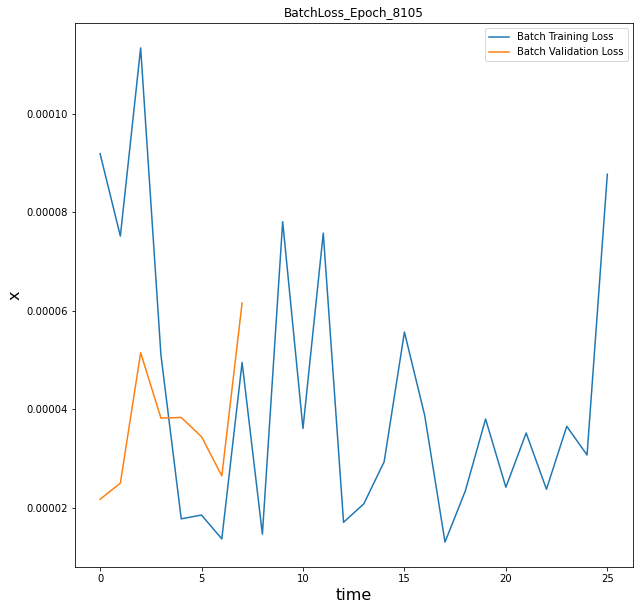 BatchLoss_Epoch_8105
Batch Training Loss
Batch Validation Loss
0.00010
0.00008
0.00006
0.00004
0.00002
x
0 5 10 15 20 25
time